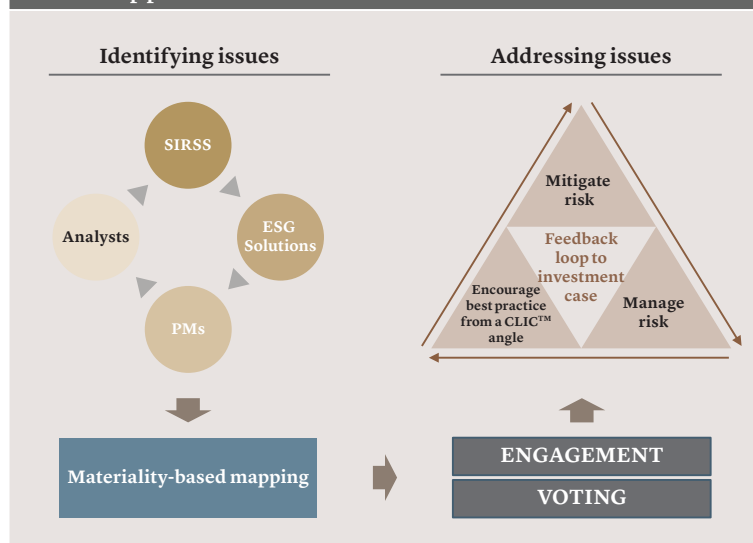 Identifying issues
SIRSS
Analysts
ESG
Solutions
PMs
Materiality-based mapping
Addressing issues
Mitigate
risk
Feedback
loop to
investment
case
Encourage
best practice
from a CLIC™
angle
Manage
risk
ENGAGEMENT
VOTING